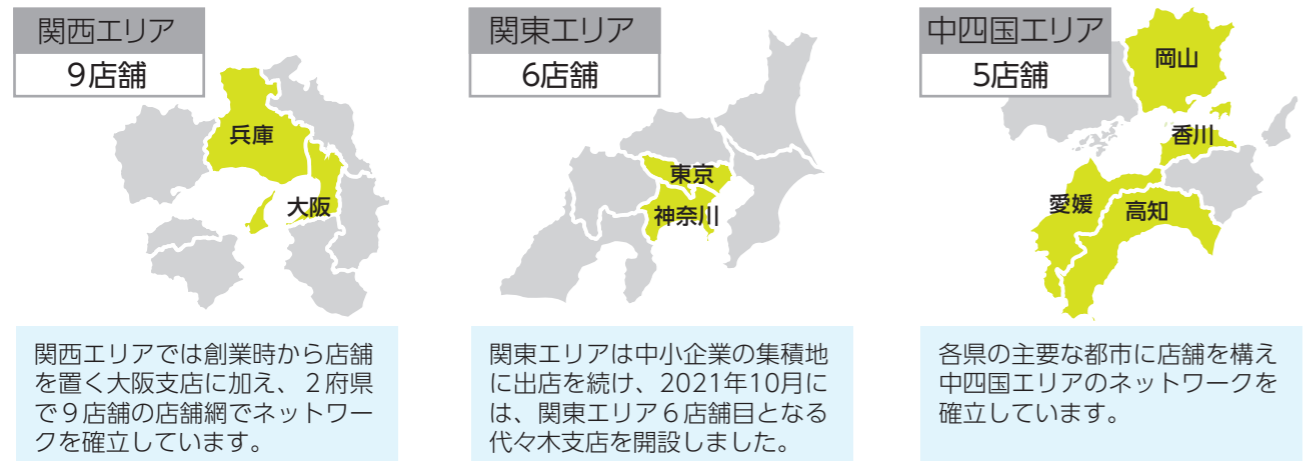 関西エリア
9店舗
兵庫
大阪
関西エリアでは創業時から店舗
を置く大阪支店に加え、２府県
で９店舗の店舗網でネットワー
クを確立しています。
関東エリア
6店舗
東京
神奈川
関東エリアは中小企業の集積地
に出店を続け、2021年10月に
は、関東エリア６店舗目となる
代々木支店を開設しました。
中四国エリア
5店舗
岡山
香川
愛媛
高知
各県の主要な都市に店舗を構え
中四国エリアのネットワークを
確立しています。